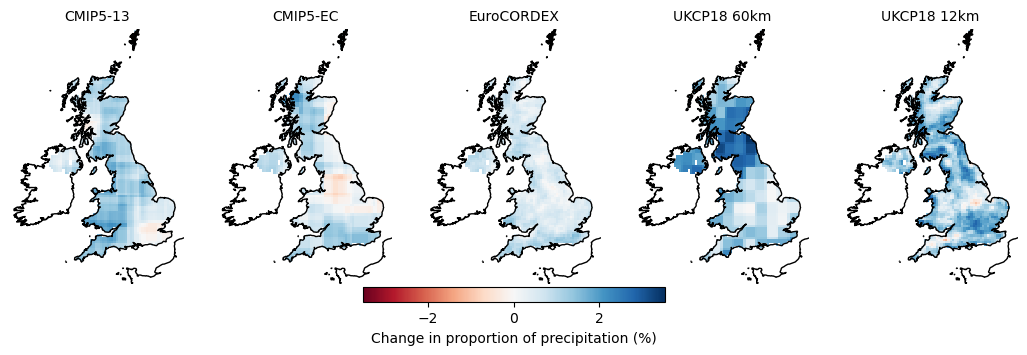 CMIP5-13 CMIP5-EC EuroCORDEX UKCP18 60km UKCP18 12km
−2 0 2
Change in proportion of precipitation (%)